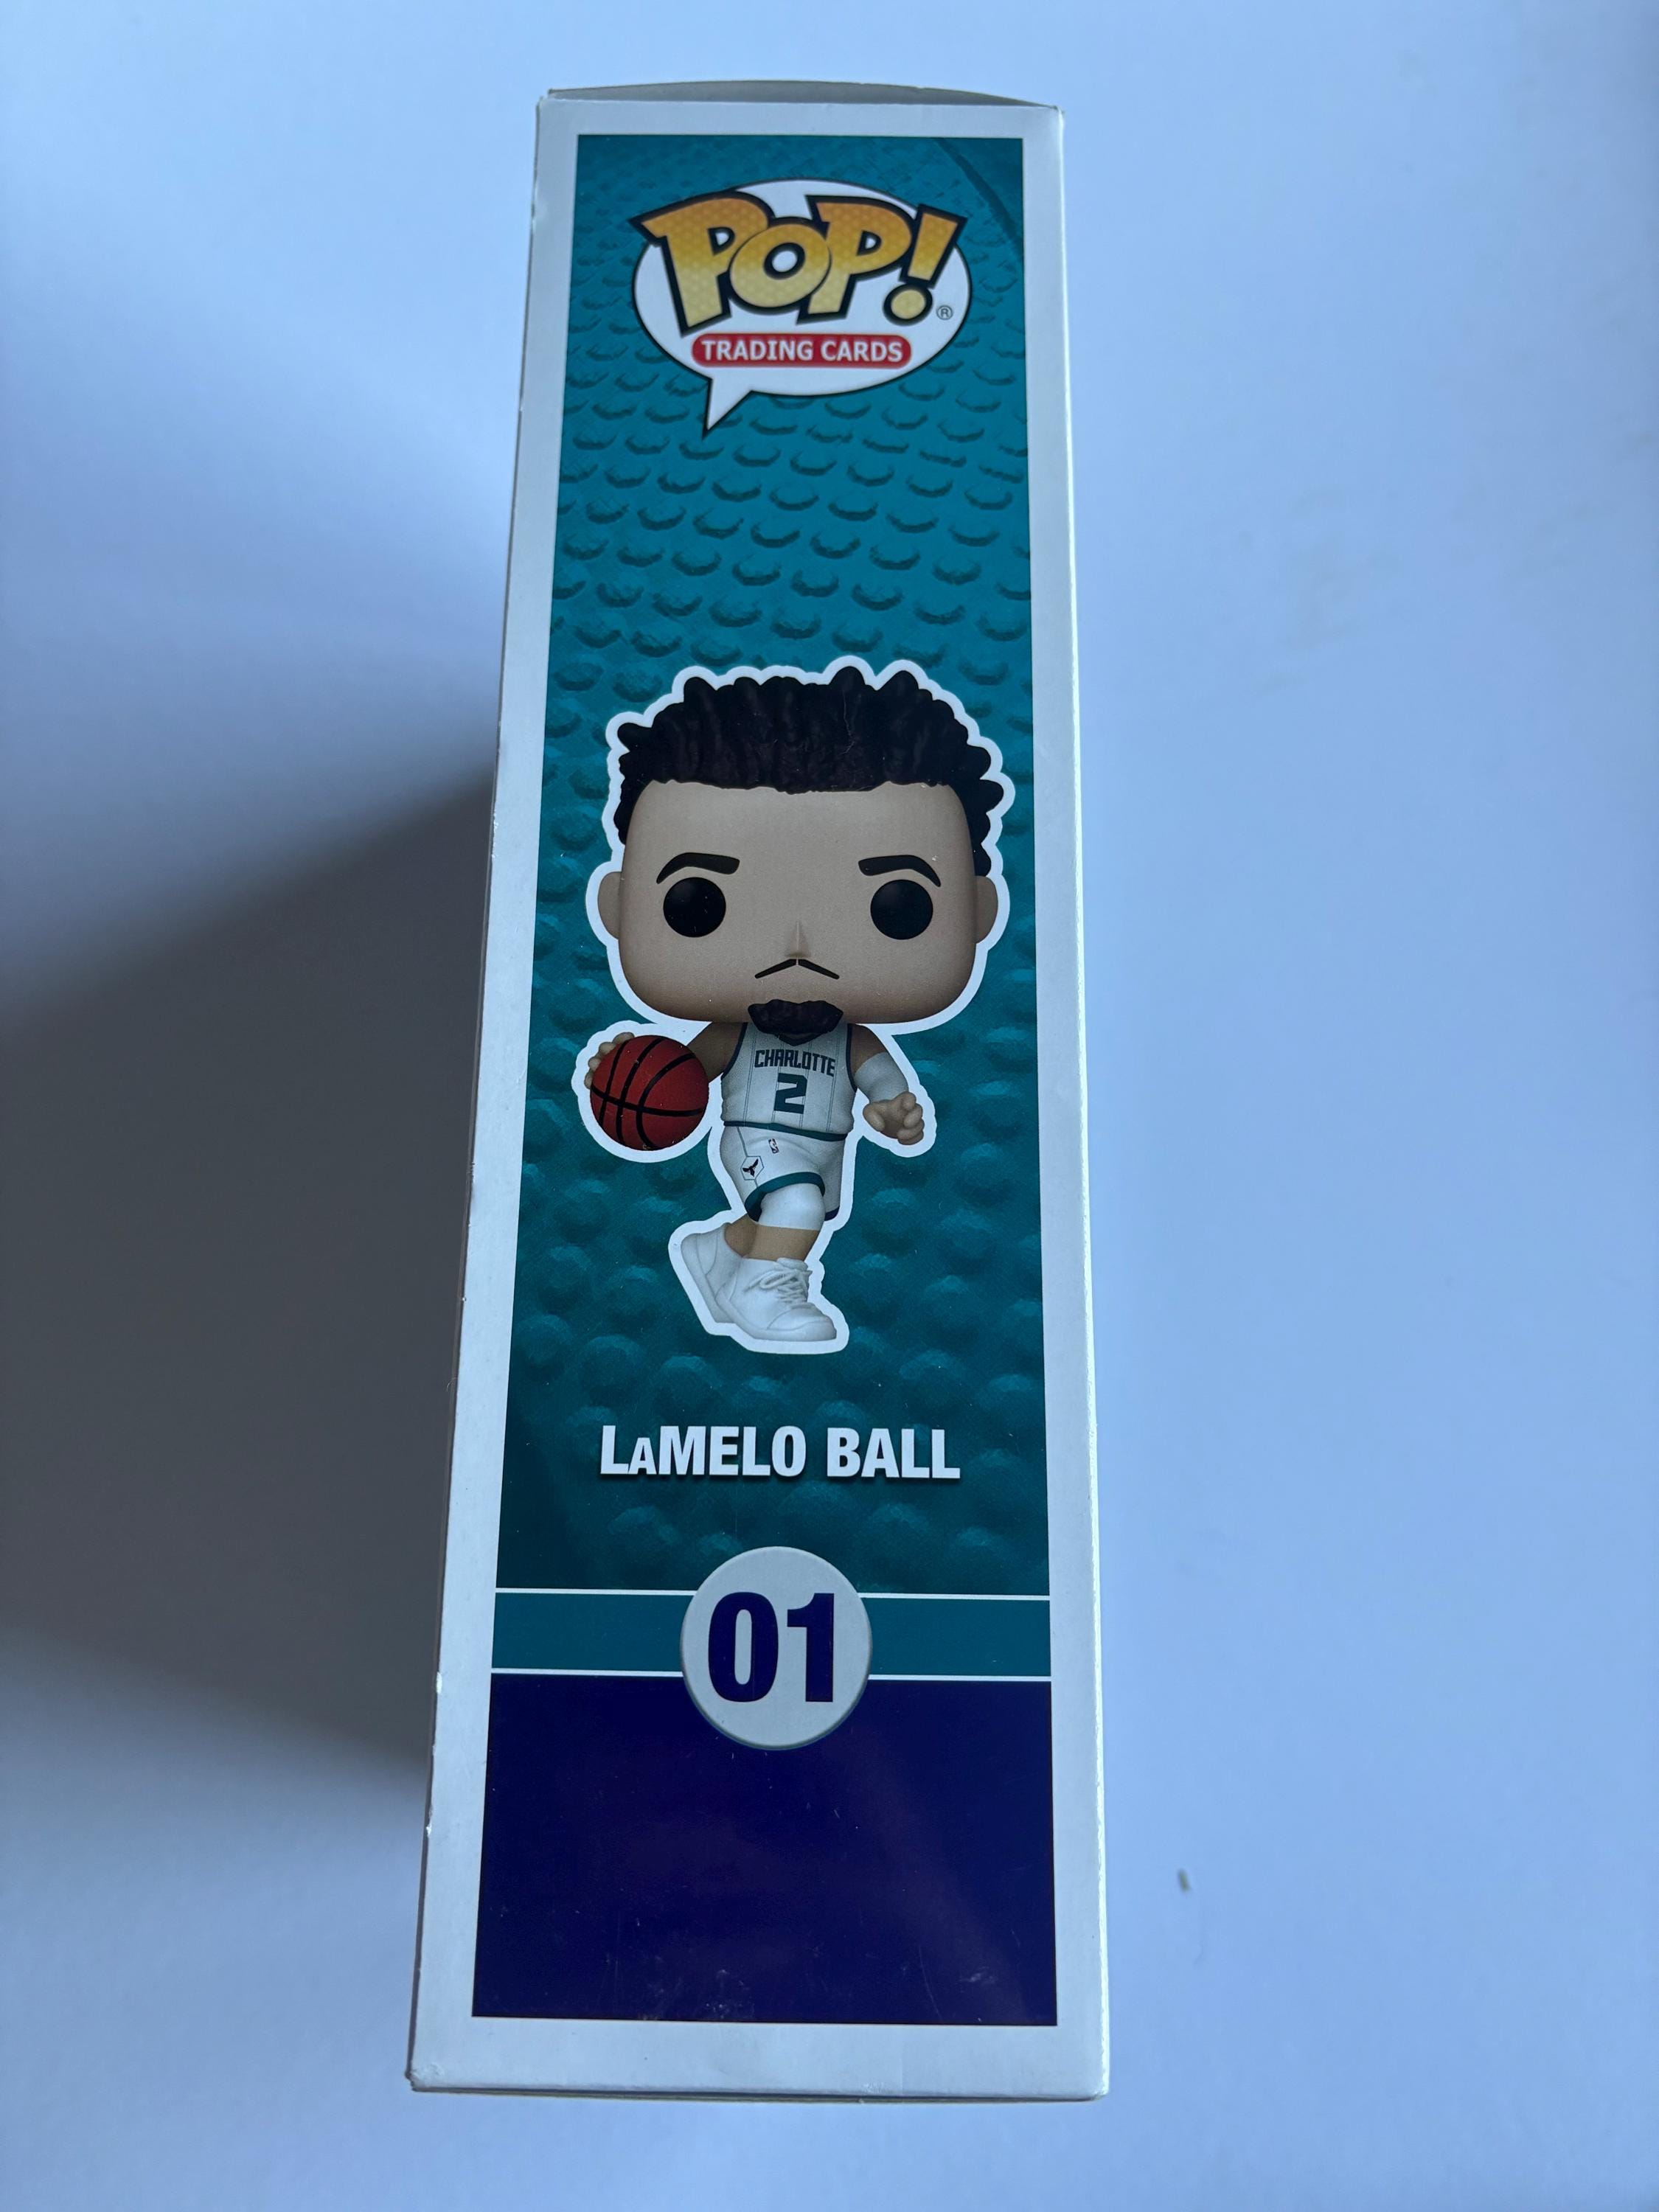 POP!®
TRADING CARDS
CHARLOTTE
2
LaMELO BALL
01